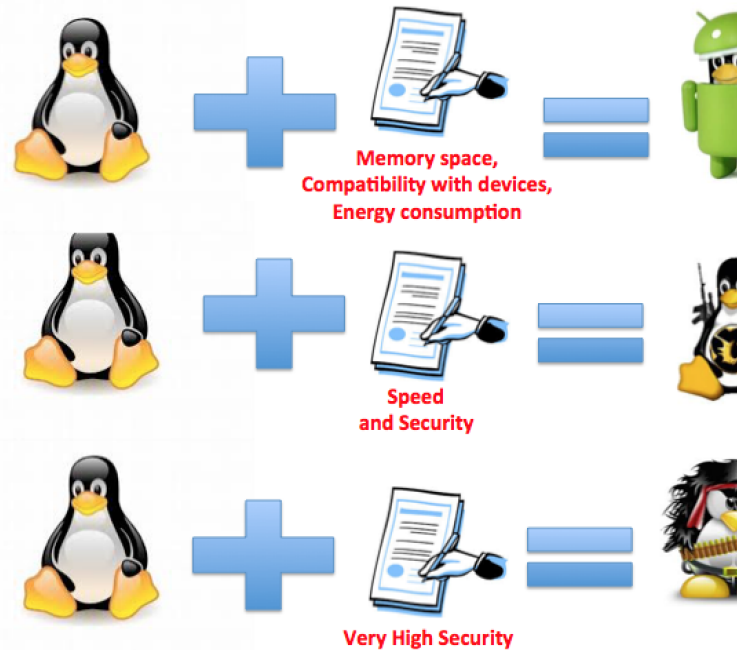 Memory space,
Compatibility with devices,
Energy consumption
Speed
and Security
Very High Security